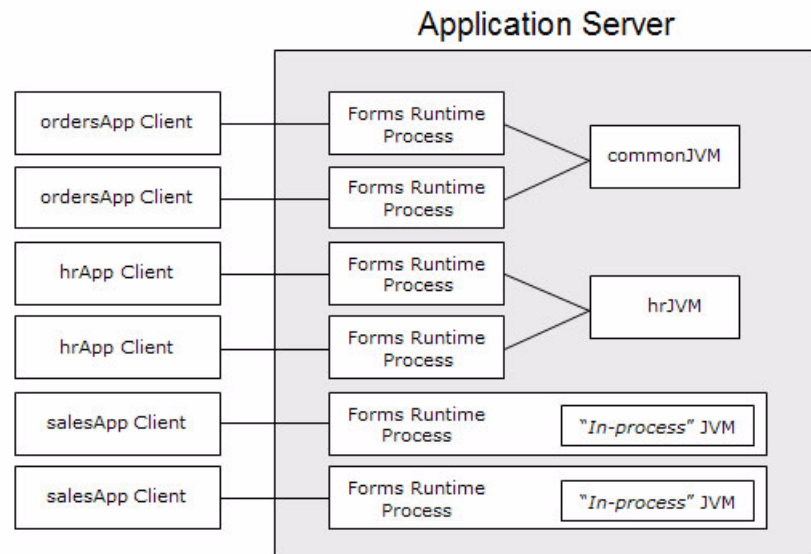 Application Server
ordersApp Client
Forms Runtime
Process
commonJVM
ordersApp Client
Forms Runtime
Process
hrApp Client
Forms Runtime
Process
hrJVM
hrApp Client
Forms Runtime
Process
salesApp Client
Forms Runtime
Process
“In-process” JVM
salesApp Client
Forms Runtime
Process
“In-process” JVM